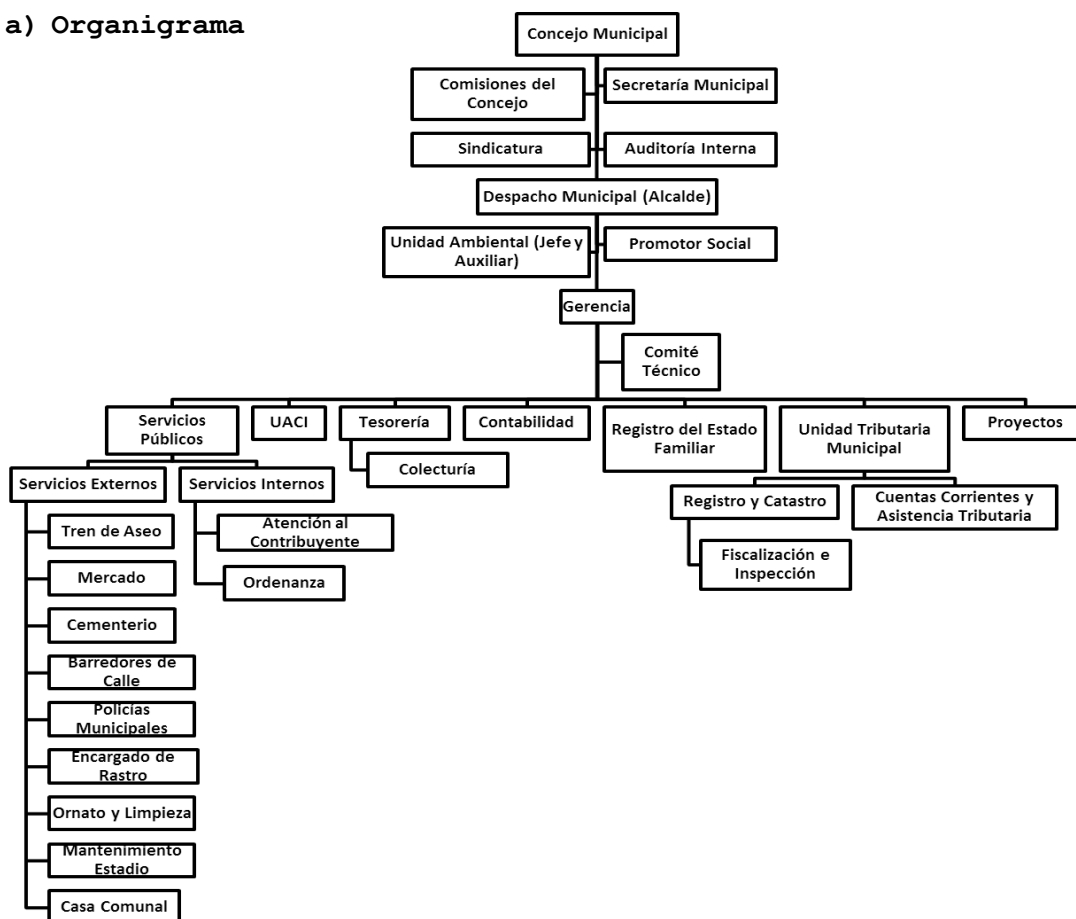 a) Organigrama
Concejo Municipal
Comisiones del
Concejo
Secretaría Municipal
Sindicatura
Auditoría Interna
Despacho Municipal (Alcalde)
Unidad Ambiental (Jefe y
Auxiliar)
Promotor Social
Gerencia
Comité
Técnico
Servicios
Públicos
UACI
Tesorería
Contabilidad
Registro del Estado
Familiar
Unidad Tributaria
Municipal
Proyectos
Colecturía
Servicios Externos
Servicios Internos
Registro y Catastro
Cuentas Corrientes y
Asistencia Tributaria
Tren de Aseo
Atención al
Contribuyente
Fiscalización e
Inspección
Mercado
Ordenanza
Cementerio
Barredores de
Calle
Policías
Municipales
Encargado de
Rastro
Ornato y Limpieza
Mantenimiento
Estadio
Casa Comunal